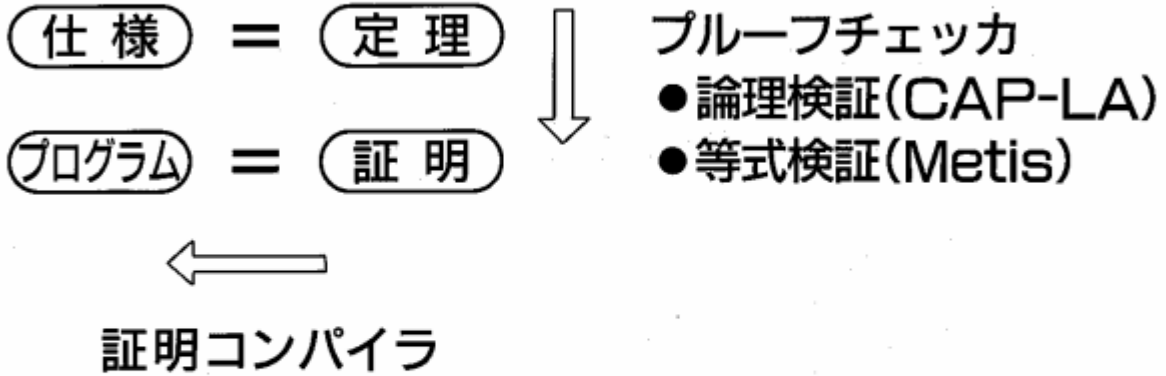 仕様 = 定理
プログラム = 証明
証明コンパイラ
プルーフチェッカ
●論理検証(CAP-LA)
●等式検証(Metis)